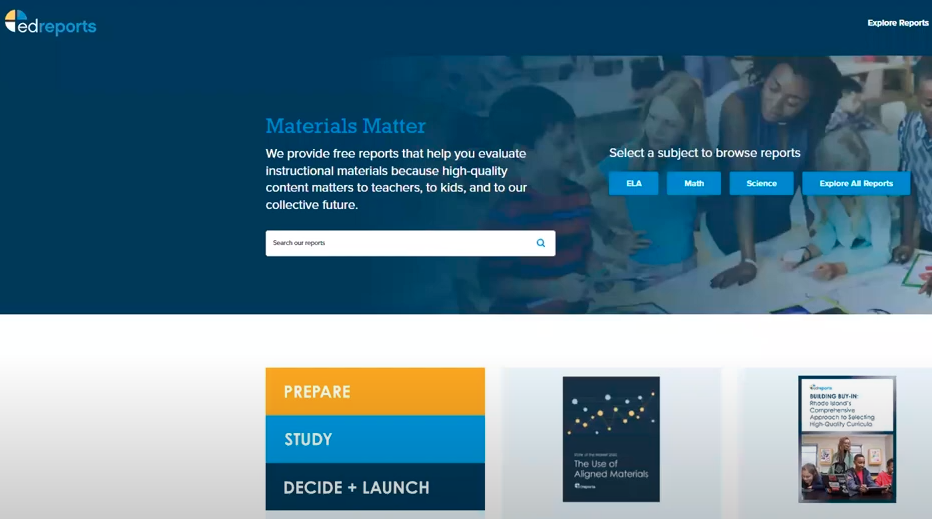 edreports
Explore Reports
Materials Matter
We provide free reports that help you evaluate
instructional materials because high-quality
content matters to teachers, to kids, and to our
collective future.
Search our reports
Select a subject to browse reports
ELA
Math
Science
Explore All Reports
PREPARE
STUDY
DECIDE + LAUNCH
The Use of
Aligned Materials
edreports
edreports
BUILDING BUY-IN:
Rhode Island's
Comprehensive
Approach to Selecting
High-Quality Curricula